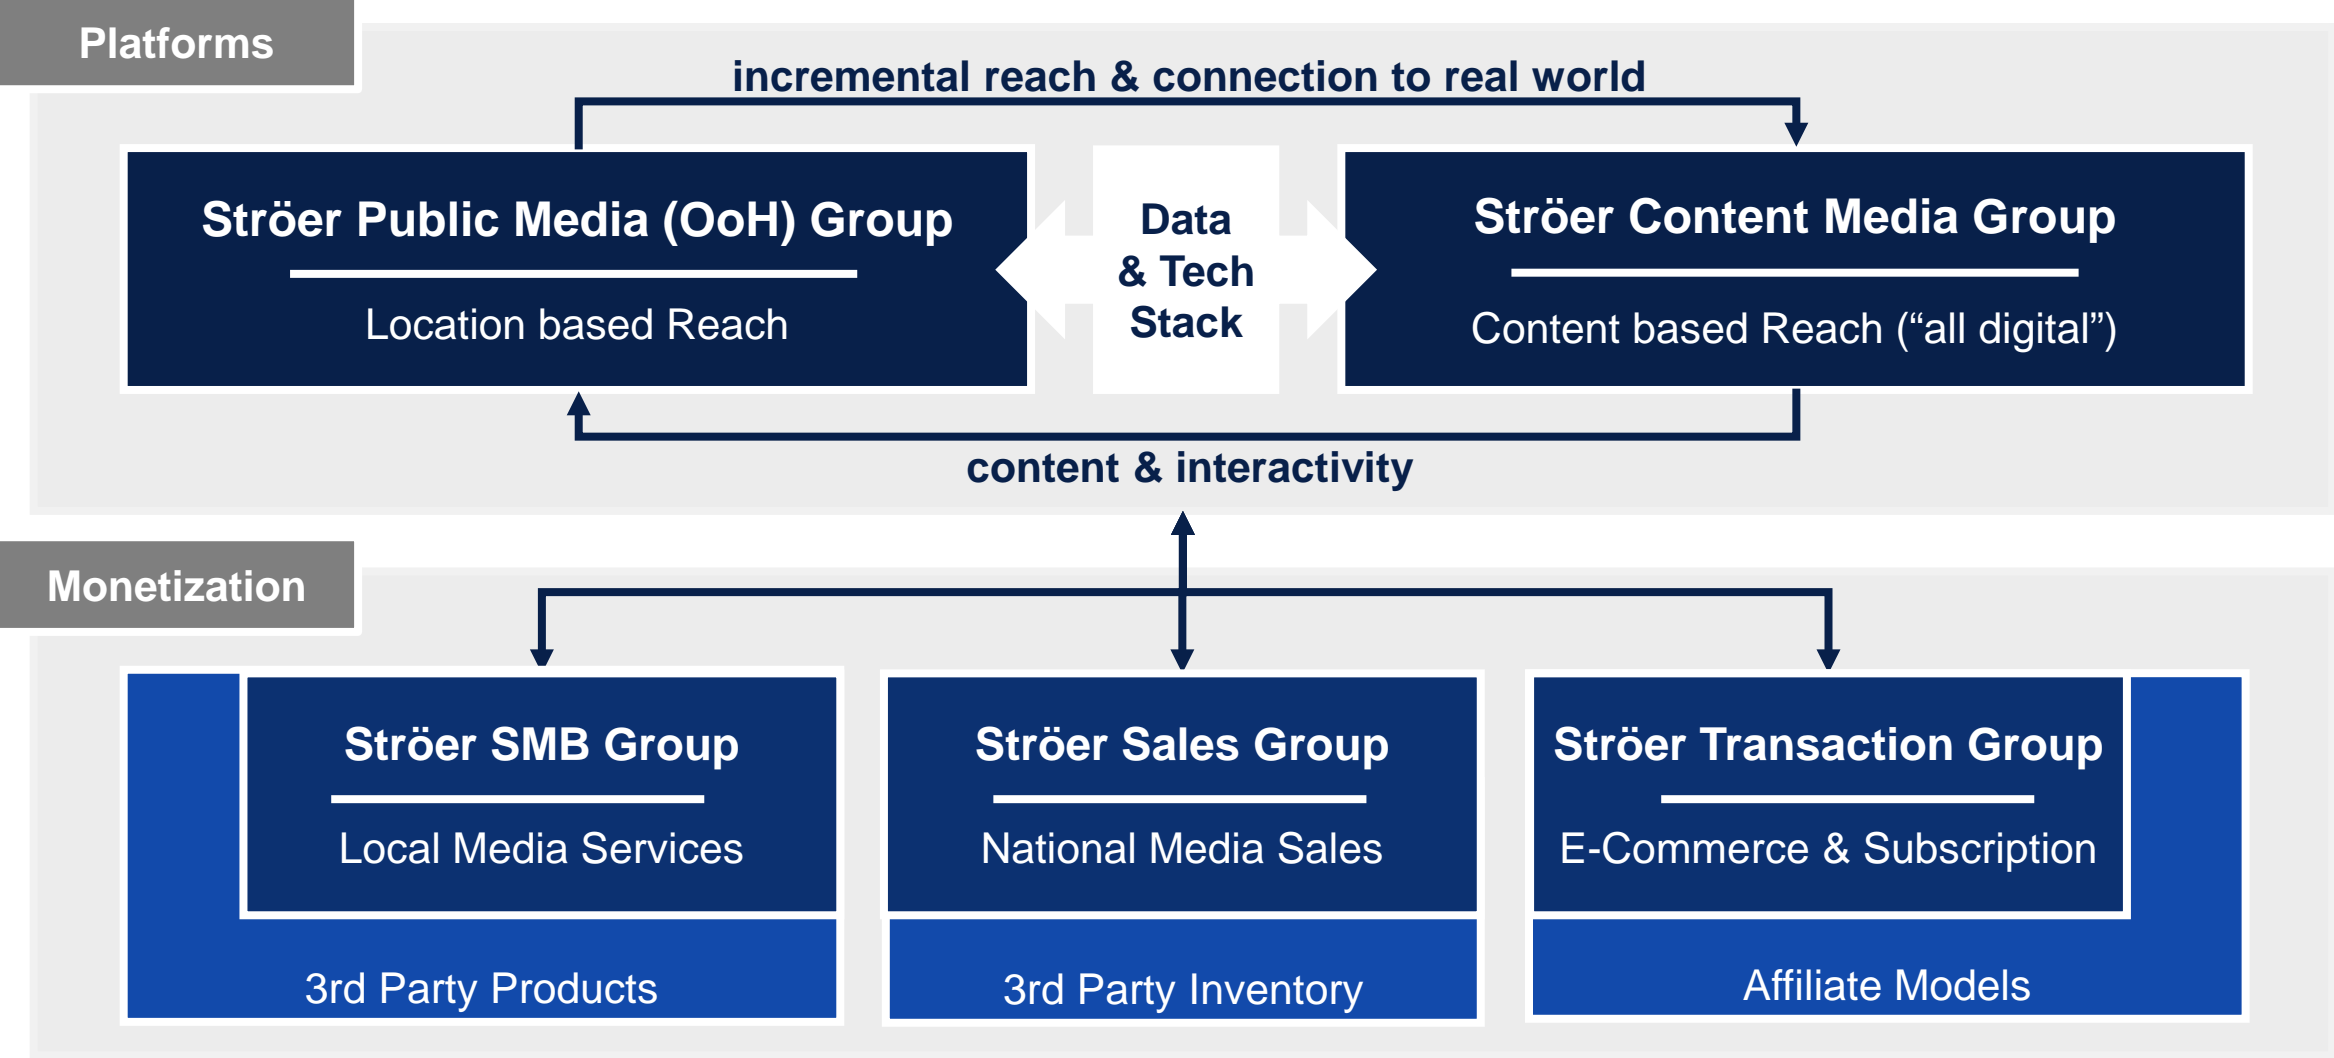 Platforms
incremental reach & connection to real world
Ströer Public Media (OoH) Group
Location based Reach
Data
& Tech
Stack
Ströer Content Media Group
Content based Reach (“all digital”)
content & interactivity
Monetization
Ströer SMB Group
Local Media Services
3rd Party Products
Ströer Sales Group
National Media Sales
3rd Party Inventory
Ströer Transaction Group
E-Commerce & Subscription
Affiliate Models